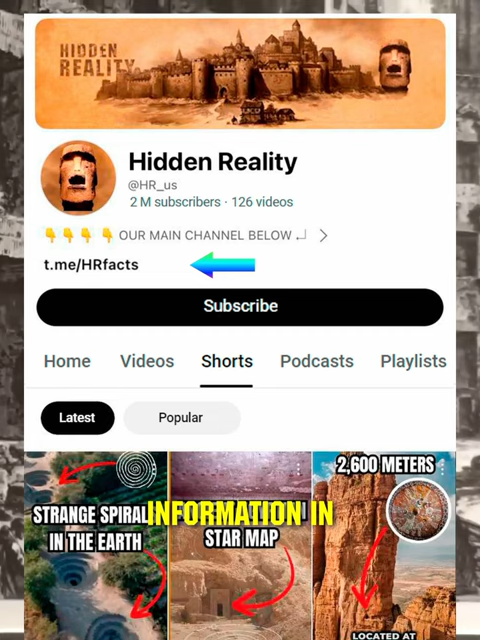 HIDDEN
REALITY
Hidden Reality
@HR_us
2 M subscribers · 126 videos
👇 👇 👇 👇 OUR MAIN CHANNEL BELOW ⤶ >
t.me/HRfacts
Subscribe
Home Videos Shorts Podcasts Playlists
Latest Popular
2,600 METERS
STRANGE SPIRAL
INFORMATION IN
IN THE EARTH
STAR MAP
LOCATED AT